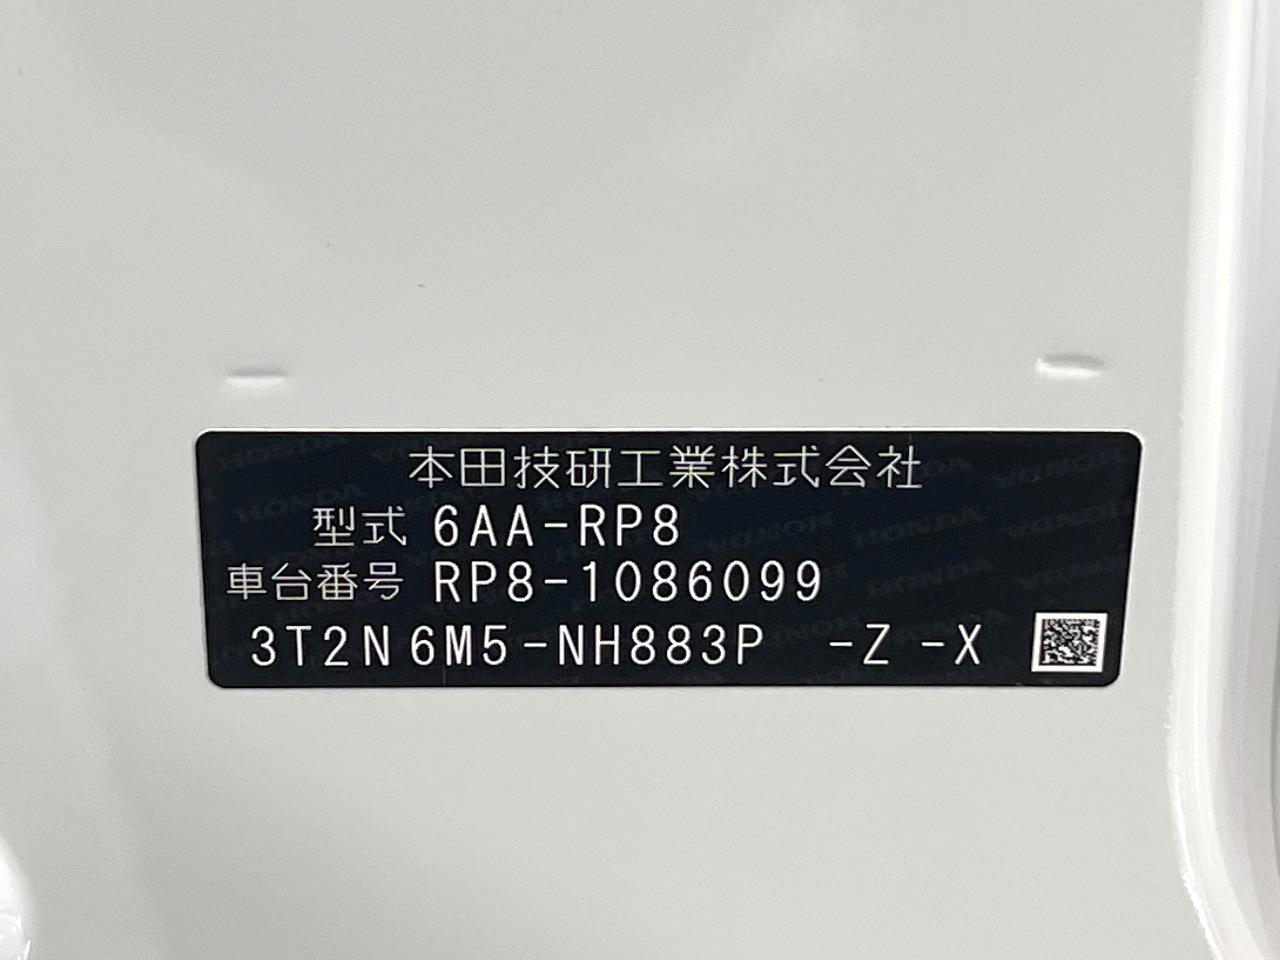 本田技研工業株式会社
型式 6AA-RP8
車台番号 RP8-1086099
3T2N6M5-NH883P -Z -X